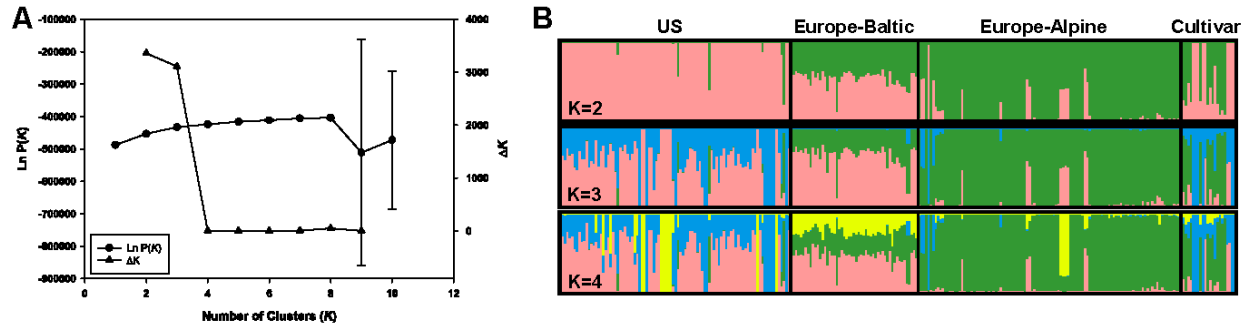 A
Ln P(K)
-100000
-200000
-300000
-400000
-500000
-600000
-700000
-800000
-900000
4000
3000
2000
1000
0
ΔK
Ln P(K)
ΔK
0 2 4 6 8 10 12
Number of Clusters (K)
B
US Europe-Baltic Europe-Alpine Cultivar
K=2
K=3
K=4